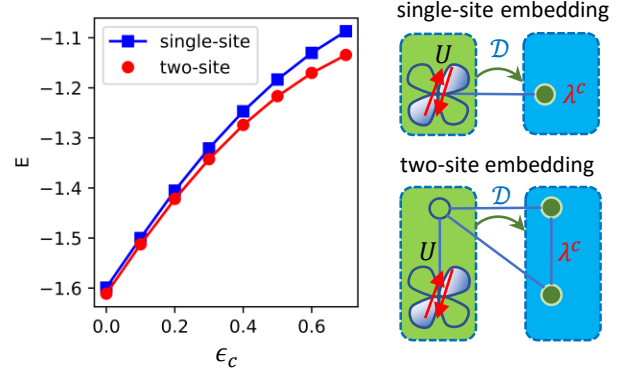 single-site embedding
−1.1
−1.2
−1.3
−1.4
−1.5
−1.6
E
single-site
two-site
0.0
0.2
0.4
0.6
ϵ_c
U
𝒟
λ^c
two-site embedding
𝒟
U
λ^c